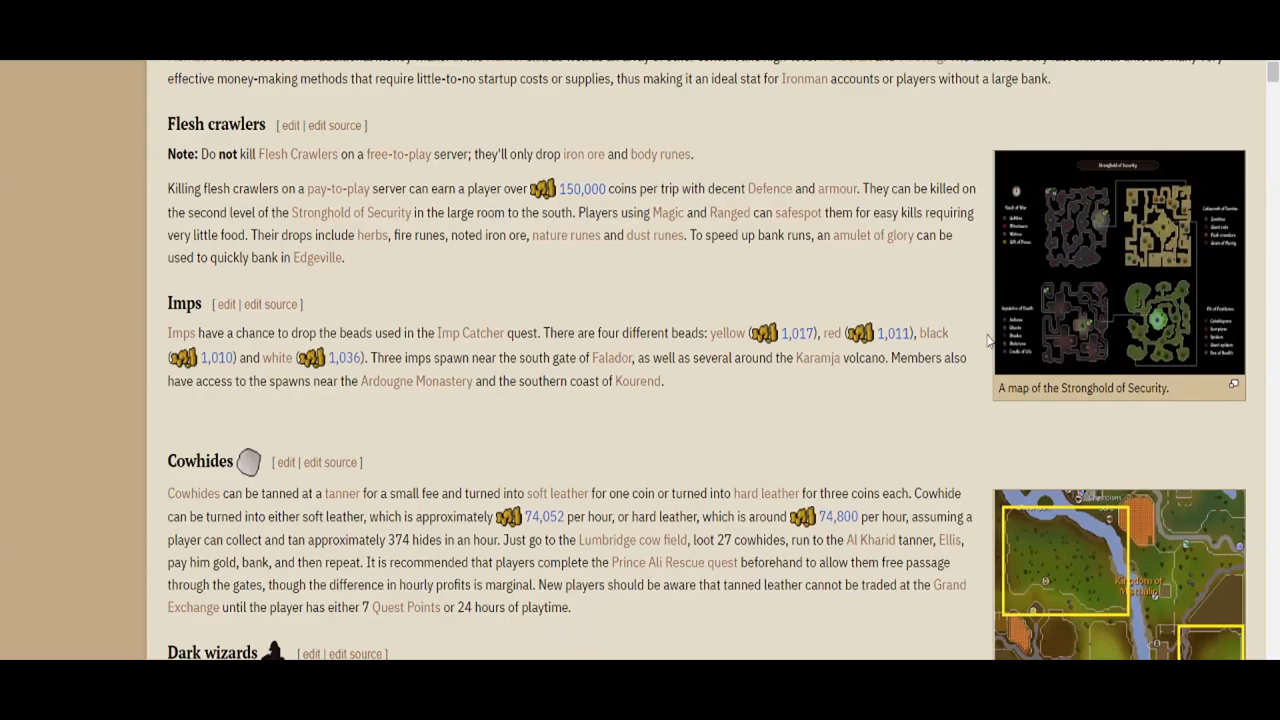 effective money-making methods that require little-to-no startup costs or supplies, thus making it an ideal stat for Ironman accounts or players without a large bank.
Flesh crawlers [ edit | edit source ]
Note: Do not kill Flesh Crawlers on a free-to-play server; they'll only drop iron ore and body runes.
Killing flesh crawlers on a pay-to-play server can earn a player over 150,000 coins per trip with decent Defence and armour. They can be killed on
the second level of the Stronghold of Security in the large room to the south. Players using Magic and Ranged can safespot them for easy kills requiring
very little food. Their drops include herbs, fire runes, noted iron ore, nature runes and dust runes. To speed up bank runs, an amulet of glory can be
used to quickly bank in Edgeville.
Stronghold of Security
A map of the Stronghold of Security.
Imps [ edit | edit source ]
Imps have a chance to drop the beads used in the Imp Catcher quest. There are four different beads: yellow ( 1,017), red ( 1,011), black
( 1,010) and white ( 1,036). Three imps spawn near the south gate of Falador, as well as several around the Karamja volcano. Members also
have access to the spawns near the Ardougne Monastery and the southern coast of Kourend.
Cowhides [ edit | edit source ]
Cowhides can be tanned at a tanner for a small fee and turned into soft leather for one coin or turned into hard leather for three coins each. Cowhide
can be turned into either soft leather, which is approximately 74,052 per hour, or hard leather, which is around 74,800 per hour, assuming a
player can collect and tan approximately 374 hides in an hour. Just go to the Lumbridge cow field, loot 27 cowhides, run to the Al Kharid tanner, Ellis,
pay him gold, bank, and then repeat. It is recommended that players complete the Prince Ali Rescue quest beforehand to allow them free passage
through the gates, though the difference in hourly profits is marginal. New players should be aware that tanned leather cannot be traded at the Grand
Exchange until the player has either 7 Quest Points or 24 hours of playtime.
Kingdom of
Misthalin
Dark wizards [ edit | edit source ]